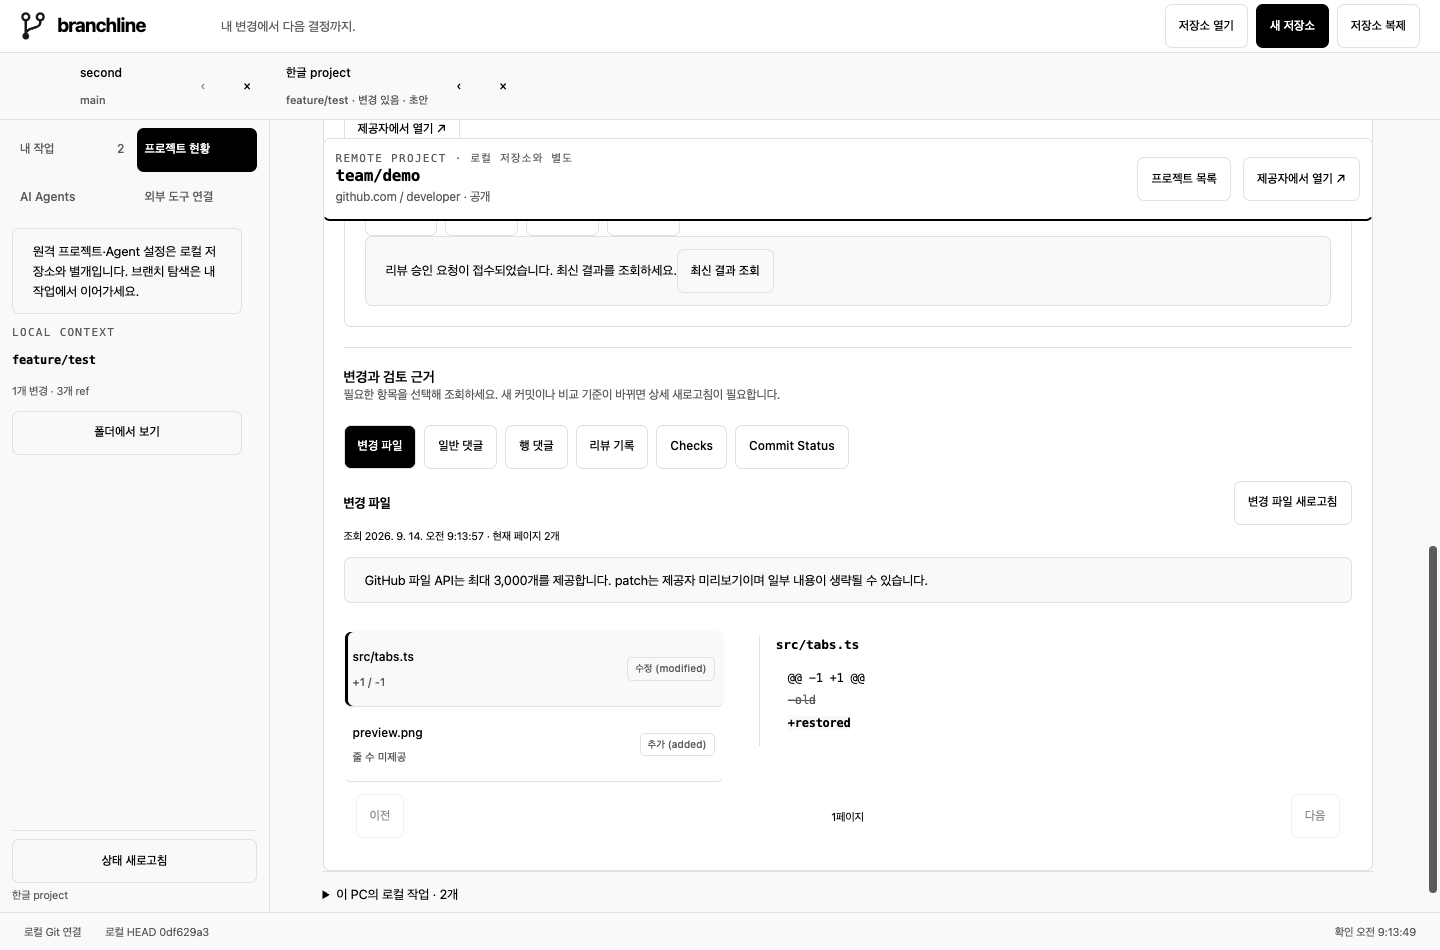 branchline
내 변경에서 다음 결정까지.
저장소 열기
새 저장소
저장소 복제
second
main
‹
×
한글 project
feature/test · 변경 있음 · 초안
‹
×
내 작업
2
프로젝트 현황
AI Agents
외부 도구 연결
원격 프로젝트·Agent 설정은 로컬 저
장소와 별개입니다. 브랜치 탐색은 내
작업에서 이어가세요.
LOCAL CONTEXT
feature/test
1개 변경 · 3개 ref
폴더에서 보기
상태 새로고침
한글 project
제공자에서 열기 ↗
REMOTE PROJECT · 로컬 저장소와 별도
team/demo
github.com / developer · 공개
프로젝트 목록
제공자에서 열기 ↗
리뷰 승인 요청이 접수되었습니다. 최신 결과를 조회하세요.
최신 결과 조회
변경과 검토 근거
필요한 항목을 선택해 조회하세요. 새 커밋이나 비교 기준이 바뀌면 상세 새로고침이 필요합니다.
변경 파일
일반 댓글
행 댓글
리뷰 기록
Checks
Commit Status
변경 파일
변경 파일 새로고침
조회 2026. 9. 14. 오전 9:13:57 · 현재 페이지 2개
GitHub 파일 API는 최대 3,000개를 제공합니다. patch는 제공자 미리보기이며 일부 내용이 생략될 수 있습니다.
src/tabs.ts
+1 / -1
수정 (modified)
preview.png
줄 수 미제공
추가 (added)
src/tabs.ts
@@ -1 +1 @@
-old
+restored
이전
1페이지
다음
▶ 이 PC의 로컬 작업 · 2개
로컬 Git 연결
로컬 HEAD 0df629a3
확인 오전 9:13:49